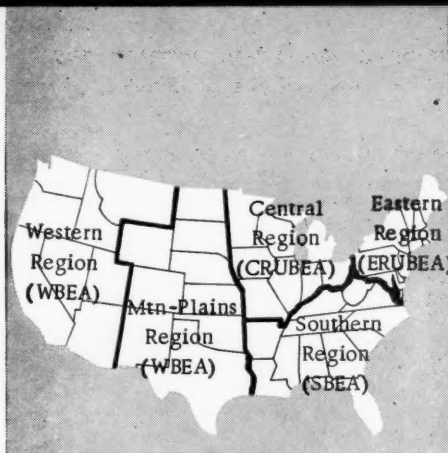 Western
Region
(WBEA)
Mtn-Plains
Region
(WBEA)
Central
Region
(CRUBEA)
Southern
Region
(SBEA)
Eastern
Region
(ERUBEA)